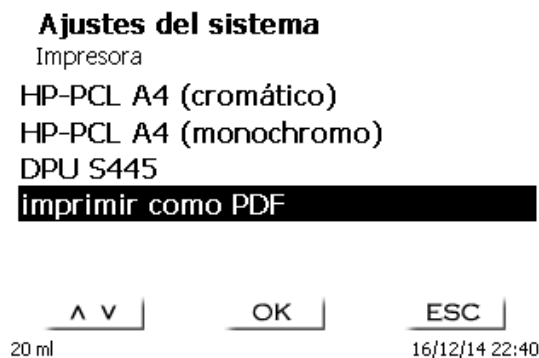 Ajustes del sistema
Impresora
HP-PCL A4 (cromático)
HP-PCL A4 (monochromo)
DPU S445
imprimir como PDF
∧ ∨ OK ESC
20 ml 16/12/14 22:40